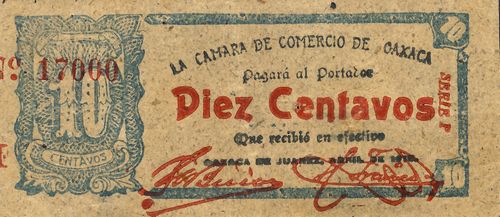 Nº 17000
10
CENTAVOS
LA CAMARA DE COMERCIO DE OAXACA
Pagará al Portador
Diez Centavos
Que recibió en efectivo
OAXACA DE JUAREZ, ABRIL DE
10
SERIE
10